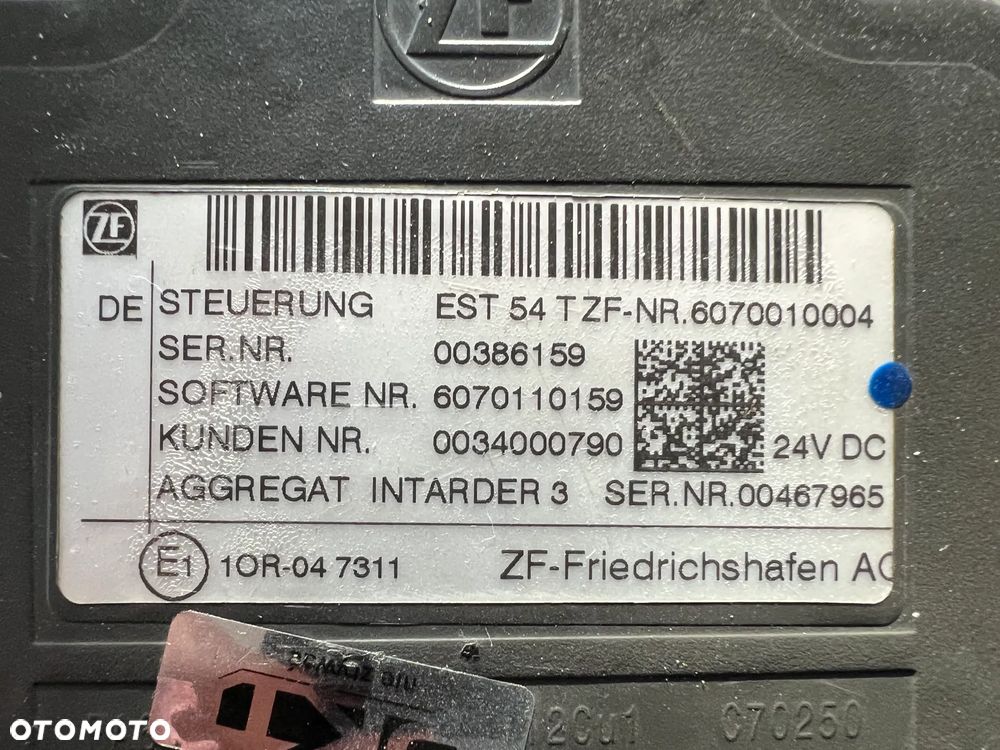 ZF
ZF
DE STEUERUNG EST 54 T ZF-NR.6070010004
SER.NR. 00386159
SOFTWARE NR. 6070110159
KUNDEN NR. 0034000790 24V DC
AGGREGAT INTARDER 3 SER.NR.00467965
E1 10R-04 7311 ZF-Friedrichshafen AG
OTOMOTO